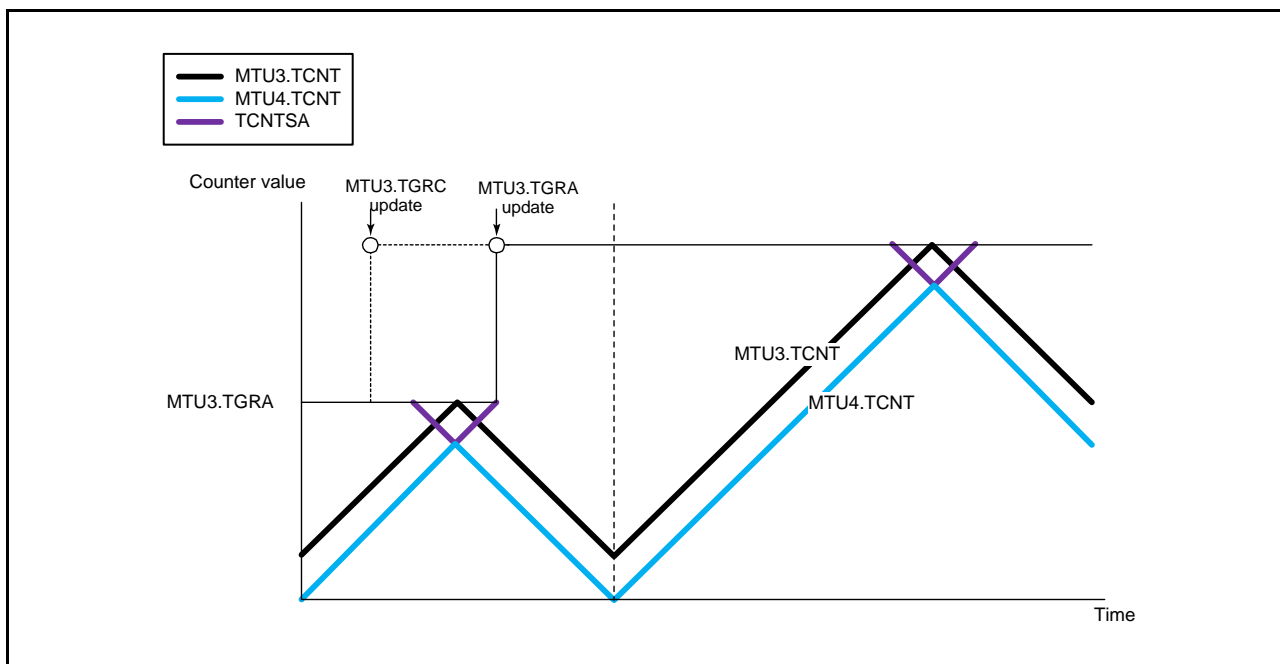 MTU3.TCNT
MTU4.TCNT
TCNTSA
Counter value
MTU3.TGRC
update
MTU3.TGRA
update
MTU3.TCNT
MTU3.TGRA
MTU4.TCNT
Time